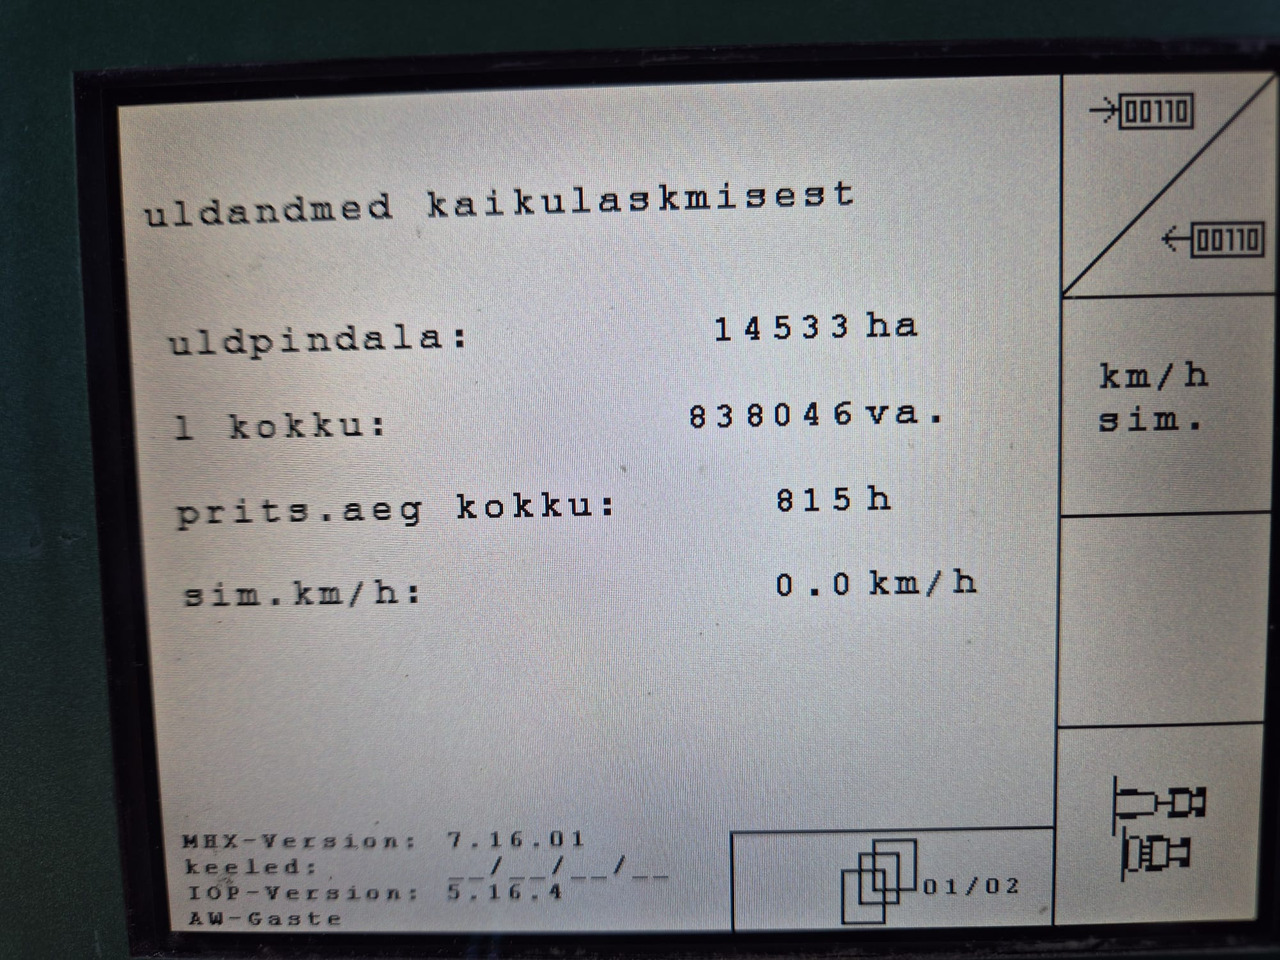 uldandmed kaikulaskmisest
uldpindala: 14533 ha
l kokku: 838046 va.
prits.aeg kokku: 815 h
sim.km/h: 0.0 km/h
MHX-Version: 7.16.01
keeled: __/__/__/__
IOP-Version: 5.16.4
AW-Gaste
01/02
00110
00110
km/h
sim.